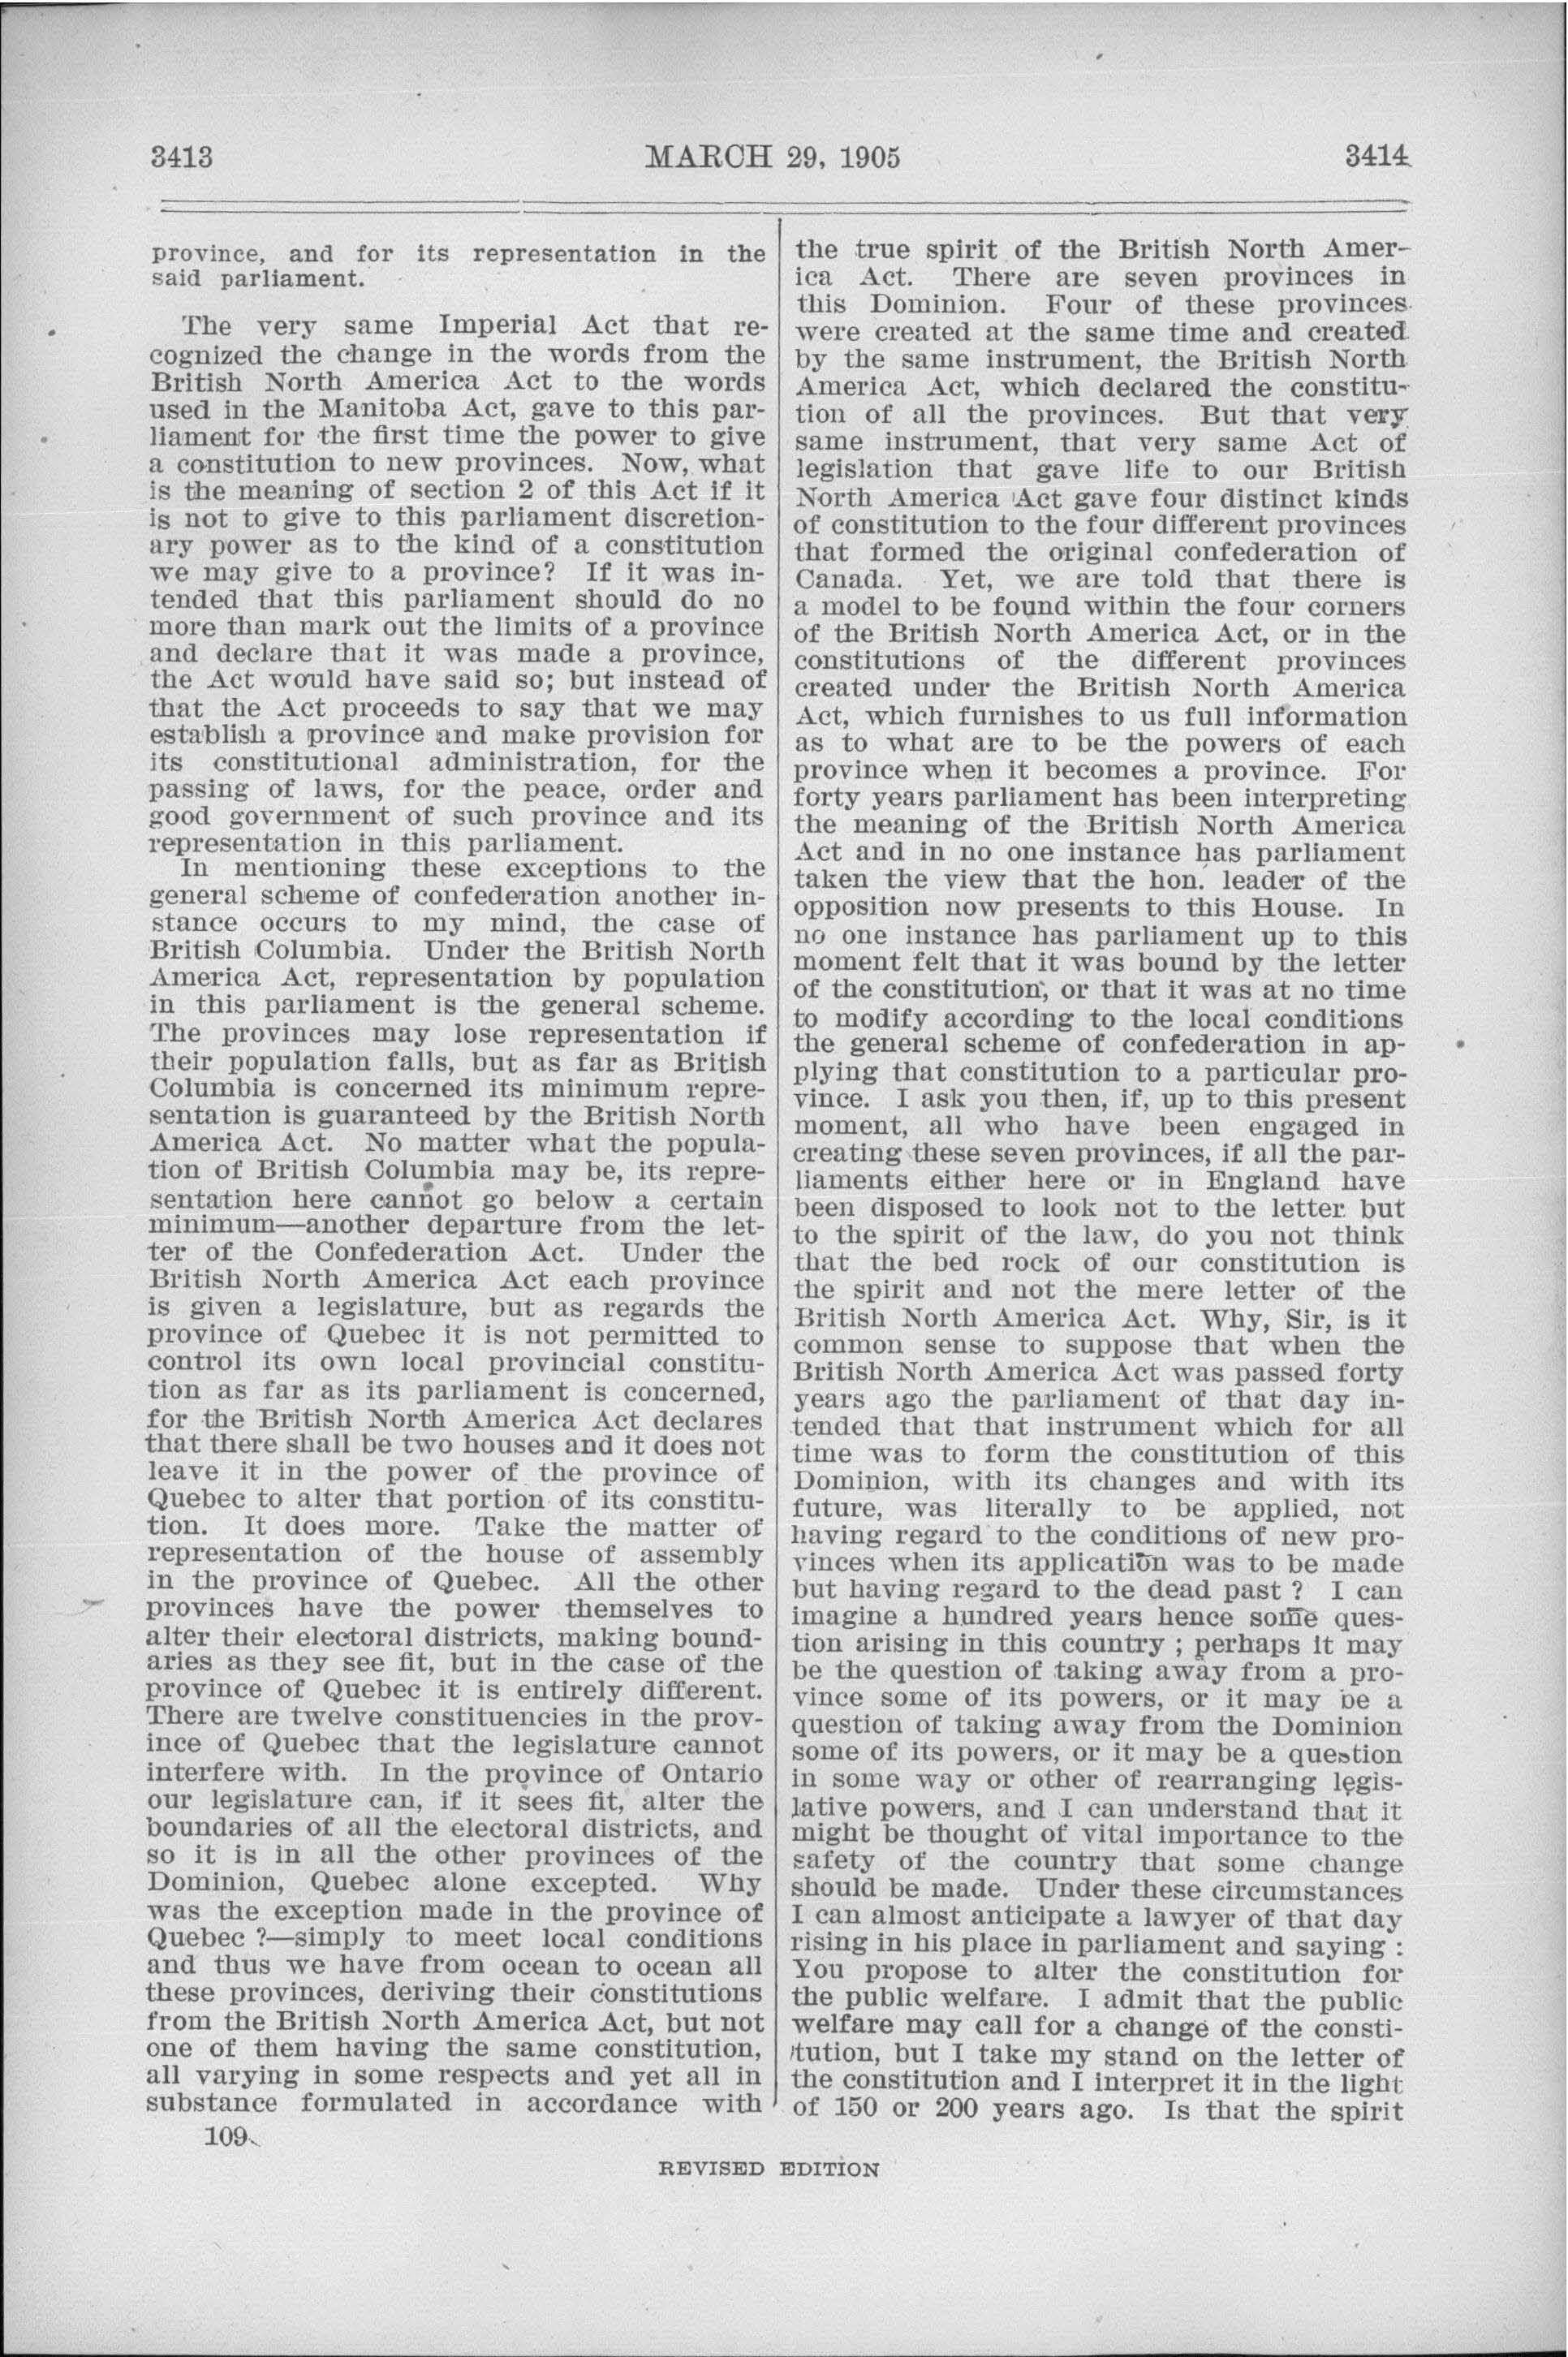 3413
MARCH 29, 1905
3414
province, and for its representation in the
said parliament.
The very same Imperial Act that re-
cognized the change in the words from the
British North America Act to the words
used in the Manitoba Act, gave to this par-
liament for the first time the power to give
a constitution to new provinces. Now, what
is the meaning of section 2 of this Act if it
is not to give to this parliament discretion-
ary power as to the kind of a constitution
we may give to a province? If it was in-
tended that this parliament should do no
more than mark out the limits of a province
and declare that it was made a province,
the Act would have said so; but instead of
that the Act proceeds to say that we may
establish a province and make provision for
its constitutional administration, for the
passing of laws, for the peace, order and
good government of such province and its
representation in this parliament.
In mentioning these exceptions to the
general scheme of confederation another in-
stance occurs to my mind, the case of
British Columbia. Under the British North
America Act, representation by population
in this parliament is the general scheme.
The provinces may lose representation if
their population falls, but as far as British
Columbia is concerned its minimum repre-
sentation is guaranteed by the British North
America Act. No matter what the popula-
tion of British Columbia may be, its repre-
sentation here cannot go below a certain
minimum—another departure from the let-
ter of the Confederation Act. Under the
British North America Act each province
is given a legislature, but as regards the
province of Quebec it is not permitted to
control its own local provincial constitu-
tion as far as its parliament is concerned,
for the British North America Act declares
that there shall be two houses and it does not
leave it in the power of the province of
Quebec to alter that portion of its constitu-
tion. It does more. Take the matter of
representation of the house of assembly
in the province of Quebec. All the other
provinces have the power themselves to
alter their electoral districts, making bound-
aries as they see fit, but in the case of the
province of Quebec it is entirely different.
There are twelve constituencies in the prov-
ince of Quebec that the legislature cannot
interfere with. In the province of Ontario
our legislature can, if it sees fit, alter the
boundaries of all the electoral districts, and
so it is in all the other provinces of the
Dominion, Quebec alone excepted. Why
was the exception made in the province of
Quebec ?—simply to meet local conditions
and thus we have from ocean to ocean all
these provinces, deriving their constitutions
from the British North America Act, but not
one of them having the same constitution,
all varying in some respects and yet all in
substance formulated in accordance with
109
the true spirit of the British North Amer-
ica Act. There are seven provinces in
this Dominion. Four of these provinces
were created at the same time and created
by the same instrument, the British North
America Act, which declared the constitu-
tion of all the provinces. But that very
same instrument, that very same Act of
legislation that gave life to our British
North America Act gave four distinct kinds
of constitution to the four different provinces
that formed the original confederation of
Canada. Yet, we are told that there is
a model to be found within the four corners
of the British North America Act, or in the
constitutions of the different provinces
created under the British North America
Act, which furnishes to us full information
as to what are to be the powers of each
province when it becomes a province. For
forty years parliament has been interpreting
the meaning of the British North America
Act and in no one instance has parliament
taken the view that the hon. leader of the
opposition now presents to this House. In
no one instance has parliament up to this
moment felt that it was bound by the letter
of the constitution, or that it was at no time
to modify according to the local conditions
the general scheme of confederation in ap-
plying that constitution to a particular pro-
vince. I ask you then, if, up to this present
moment, all who have been engaged in
creating these seven provinces, if all the par-
liaments either here or in England have
been disposed to look not to the letter but
to the spirit of the law, do you not think
that the bed rock of our constitution is
the spirit and not the mere letter of the
British North America Act. Why, Sir, is it
common sense to suppose that when the
British North America Act was passed forty
years ago the parliament of that day in-
tended that that instrument which for all
time was to form the constitution of this
Dominion, with its changes and with its
future, was literally to be applied, not
having regard to the conditions of new pro-
vinces when its application was to be made
but having regard to the dead past ? I can
imagine a hundred years hence some ques-
tion arising in this country ; perhaps it may
be the question of taking away from a pro-
vince some of its powers, or it may be a
question of taking away from the Dominion
some of its powers, or it may be a question
in some way or other of rearranging legis-
lative powers, and I can understand that it
might be thought of vital importance to the
safety of the country that some change
should be made. Under these circumstances
I can almost anticipate a lawyer of that day
rising in his place in parliament and saying :
You propose to alter the constitution for
the public welfare. I admit that the public
welfare may call for a change of the consti-
tution, but I take my stand on the letter of
the constitution and I interpret it in the light
of 150 or 200 years ago. Is that the spirit
REVISED EDITION